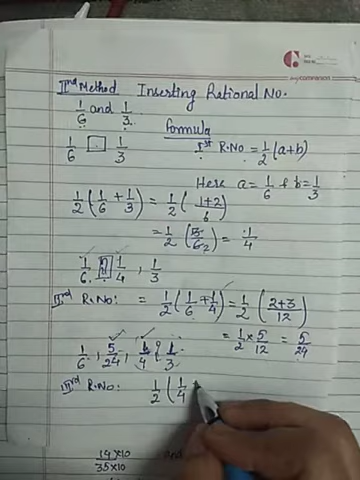 IInd Method Inserting Rational No.
1/6 and 1/3
Formula
1/6 □ 1/3 Ist R.No = 1/2 (a+b)
Here a = 1/6 & b = 1/3
1/2 (1/6 + 1/3) = 1/2 (1+2/6)
= 1/2 (3/6 2) = 1/4
1/6 , 1/4 , 1/3
IInd R.No: = 1/2 (1/6 + 1/4) = 1/2 (2+3/12)
= 1/2 × 5/12 = 5/24
1/6 , 5/24 , 1/4 , 1/3
IIIrd R.No: 1/2 (1/4
14×10
35×10